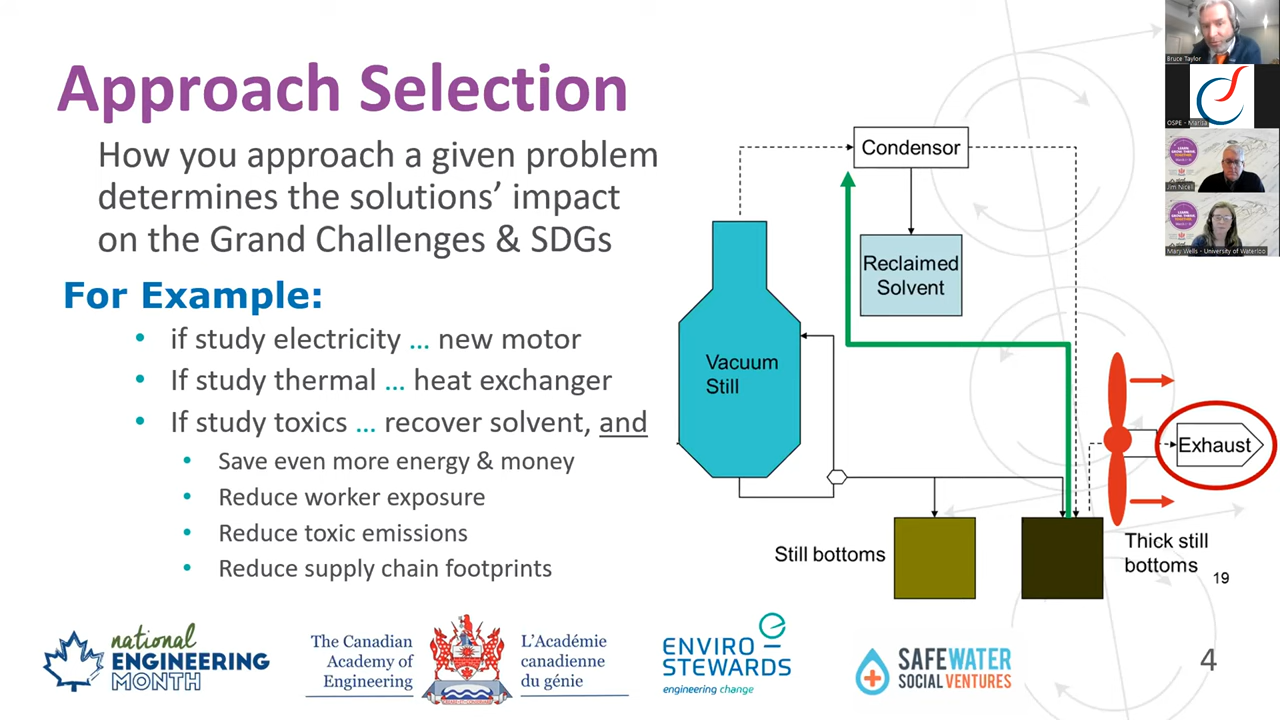 Approach Selection
How you approach a given problem
determines the solutions’ impact
on the Grand Challenges & SDGs
For Example:
• if study electricity ... new motor
• If study thermal ... heat exchanger
• If study toxics ... recover solvent, and
• Save even more energy & money
• Reduce worker exposure
• Reduce toxic emissions
• Reduce supply chain footprints
Condensor
Reclaimed
Solvent
Vacuum
Still
Exhaust
Still bottoms
Thick still
bottoms
19
Bruce Taylor
OSPE - Marisa
Jim Nicell
Mary Wells - University of Waterloo
national
ENGINEERING
MONTH
The Canadian
Academy of
Engineering
L’Académie
canadienne
du génie
ENVIRO
STEWARDS
engineering change
SAFEWATER
SOCIAL VENTURES
4